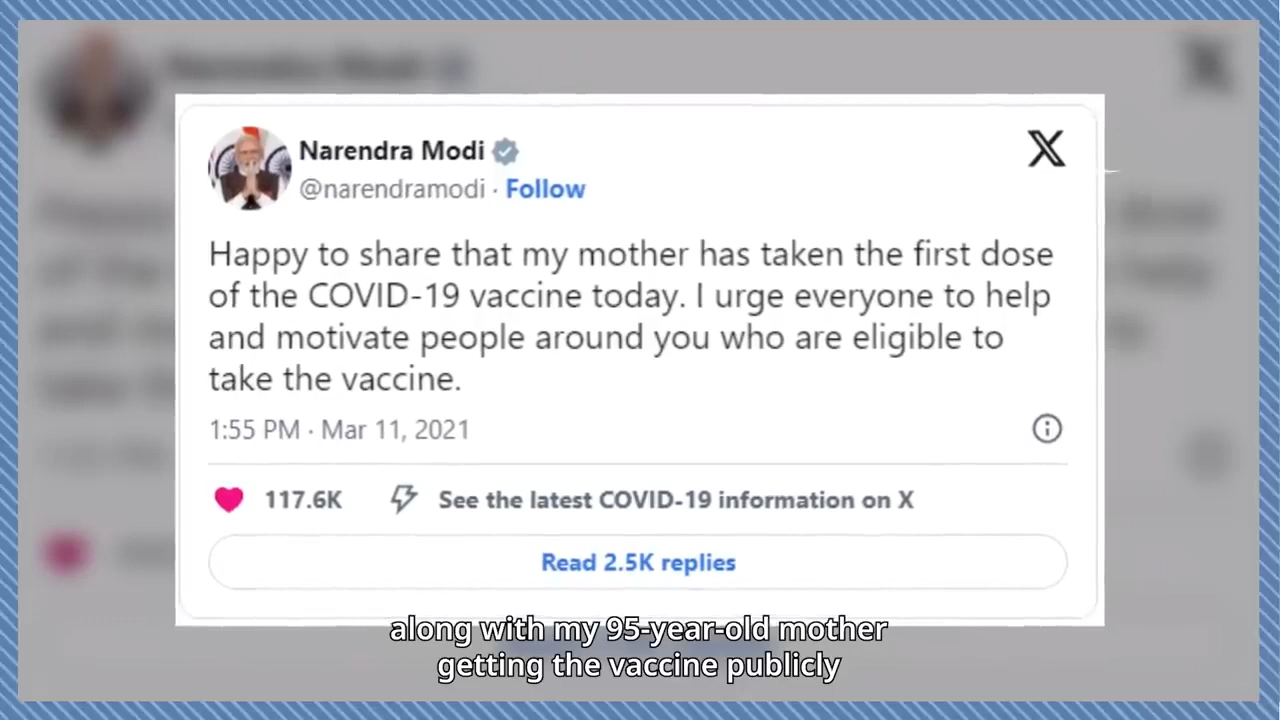 Narendra Modi
@narendramodi · Follow
Happy to share that my mother has taken the first dose
of the COVID-19 vaccine today. I urge everyone to help
and motivate people around you who are eligible to
take the vaccine.
1:55 PM · Mar 11, 2021
117.6K See the latest COVID-19 information on X
Read 2.5K replies
along with my 95-year-old mother
getting the vaccine publicly